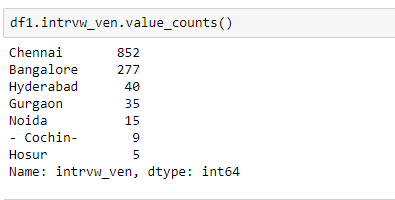 df1.intrvw_ven.value_counts()
Chennai       852
Bangalore     277
Hyderabad      40
Gurgaon        35
Noida          15
- Cochin-       9
Hosur           5
Name: intrvw_ven, dtype: int64